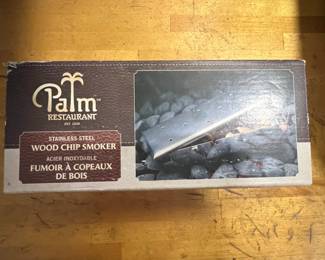 Palm
RESTAURANT
EST. 1926
STAINLESS STEEL
WOOD CHIP SMOKER
ACIER INOXYDABLE
FUMOIR À COPEAUX
DE BOIS